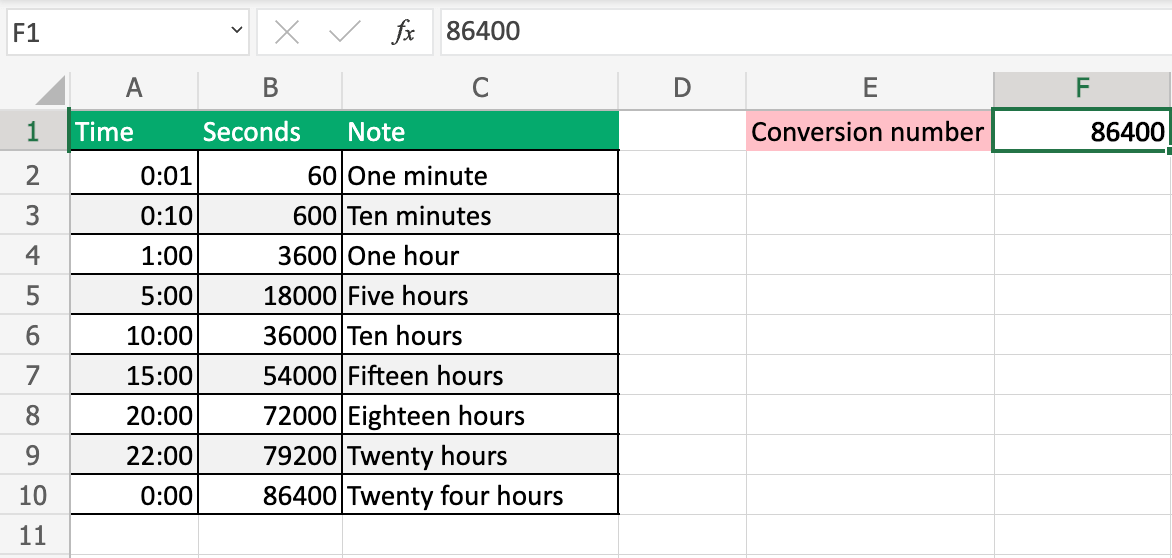 F1 fx 86400
A B C D E F
1 Time Seconds Note Conversion number 86400
2 0:01 60 One minute
3 0:10 600 Ten minutes
4 1:00 3600 One hour
5 5:00 18000 Five hours
6 10:00 36000 Ten hours
7 15:00 54000 Fifteen hours
8 20:00 72000 Eighteen hours
9 22:00 79200 Twenty hours
10 0:00 86400 Twenty four hours
11